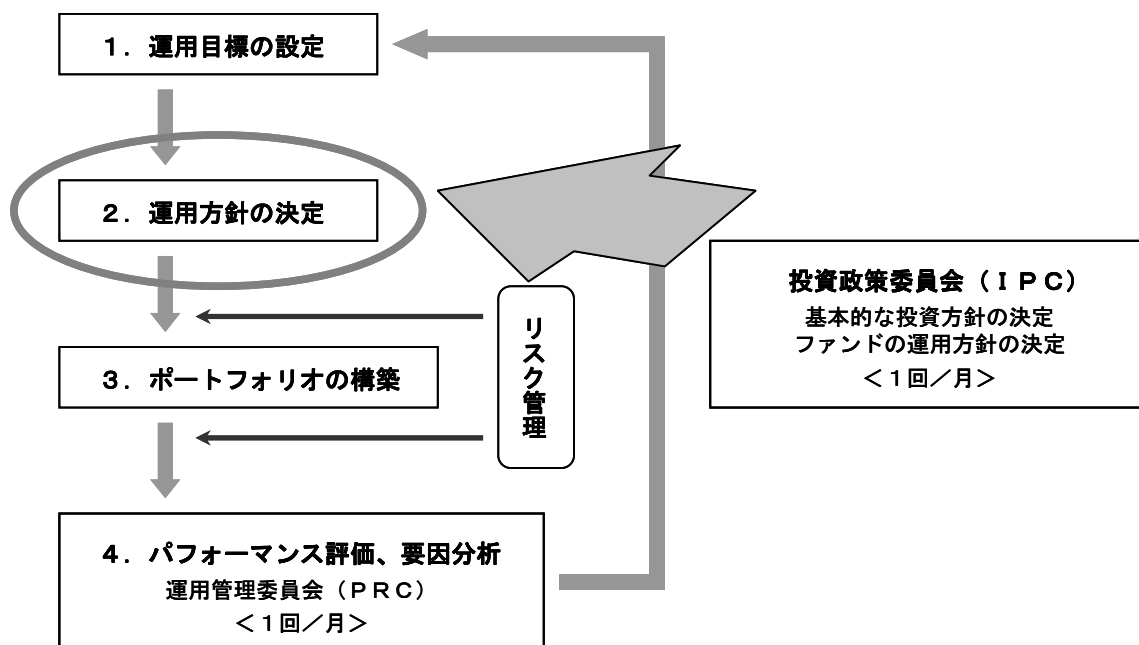 １．運用目標の設定
２．運用方針の決定
３．ポートフォリオの構築
４．パフォーマンス評価、要因分析
運用管理委員会（ＰＲＣ）
＜１回／月＞
リスク管理
投資政策委員会（ＩＰＣ）
基本的な投資方針の決定
ファンドの運用方針の決定
＜１回／月＞